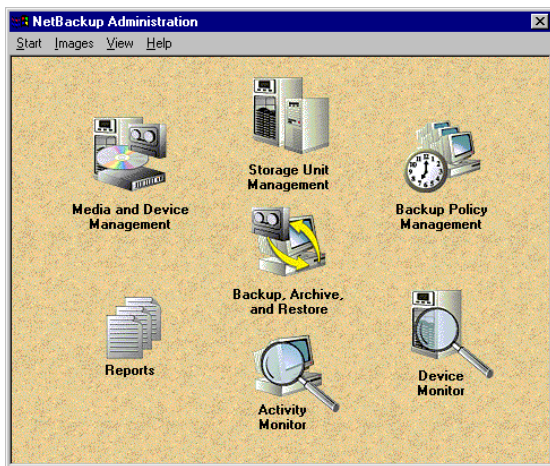 NetBackup Administration
Start Images View Help
Storage Unit
Management
Media and Device
Management
Backup Policy
Management
Backup, Archive,
and Restore
Reports
Device
Monitor
Activity
Monitor